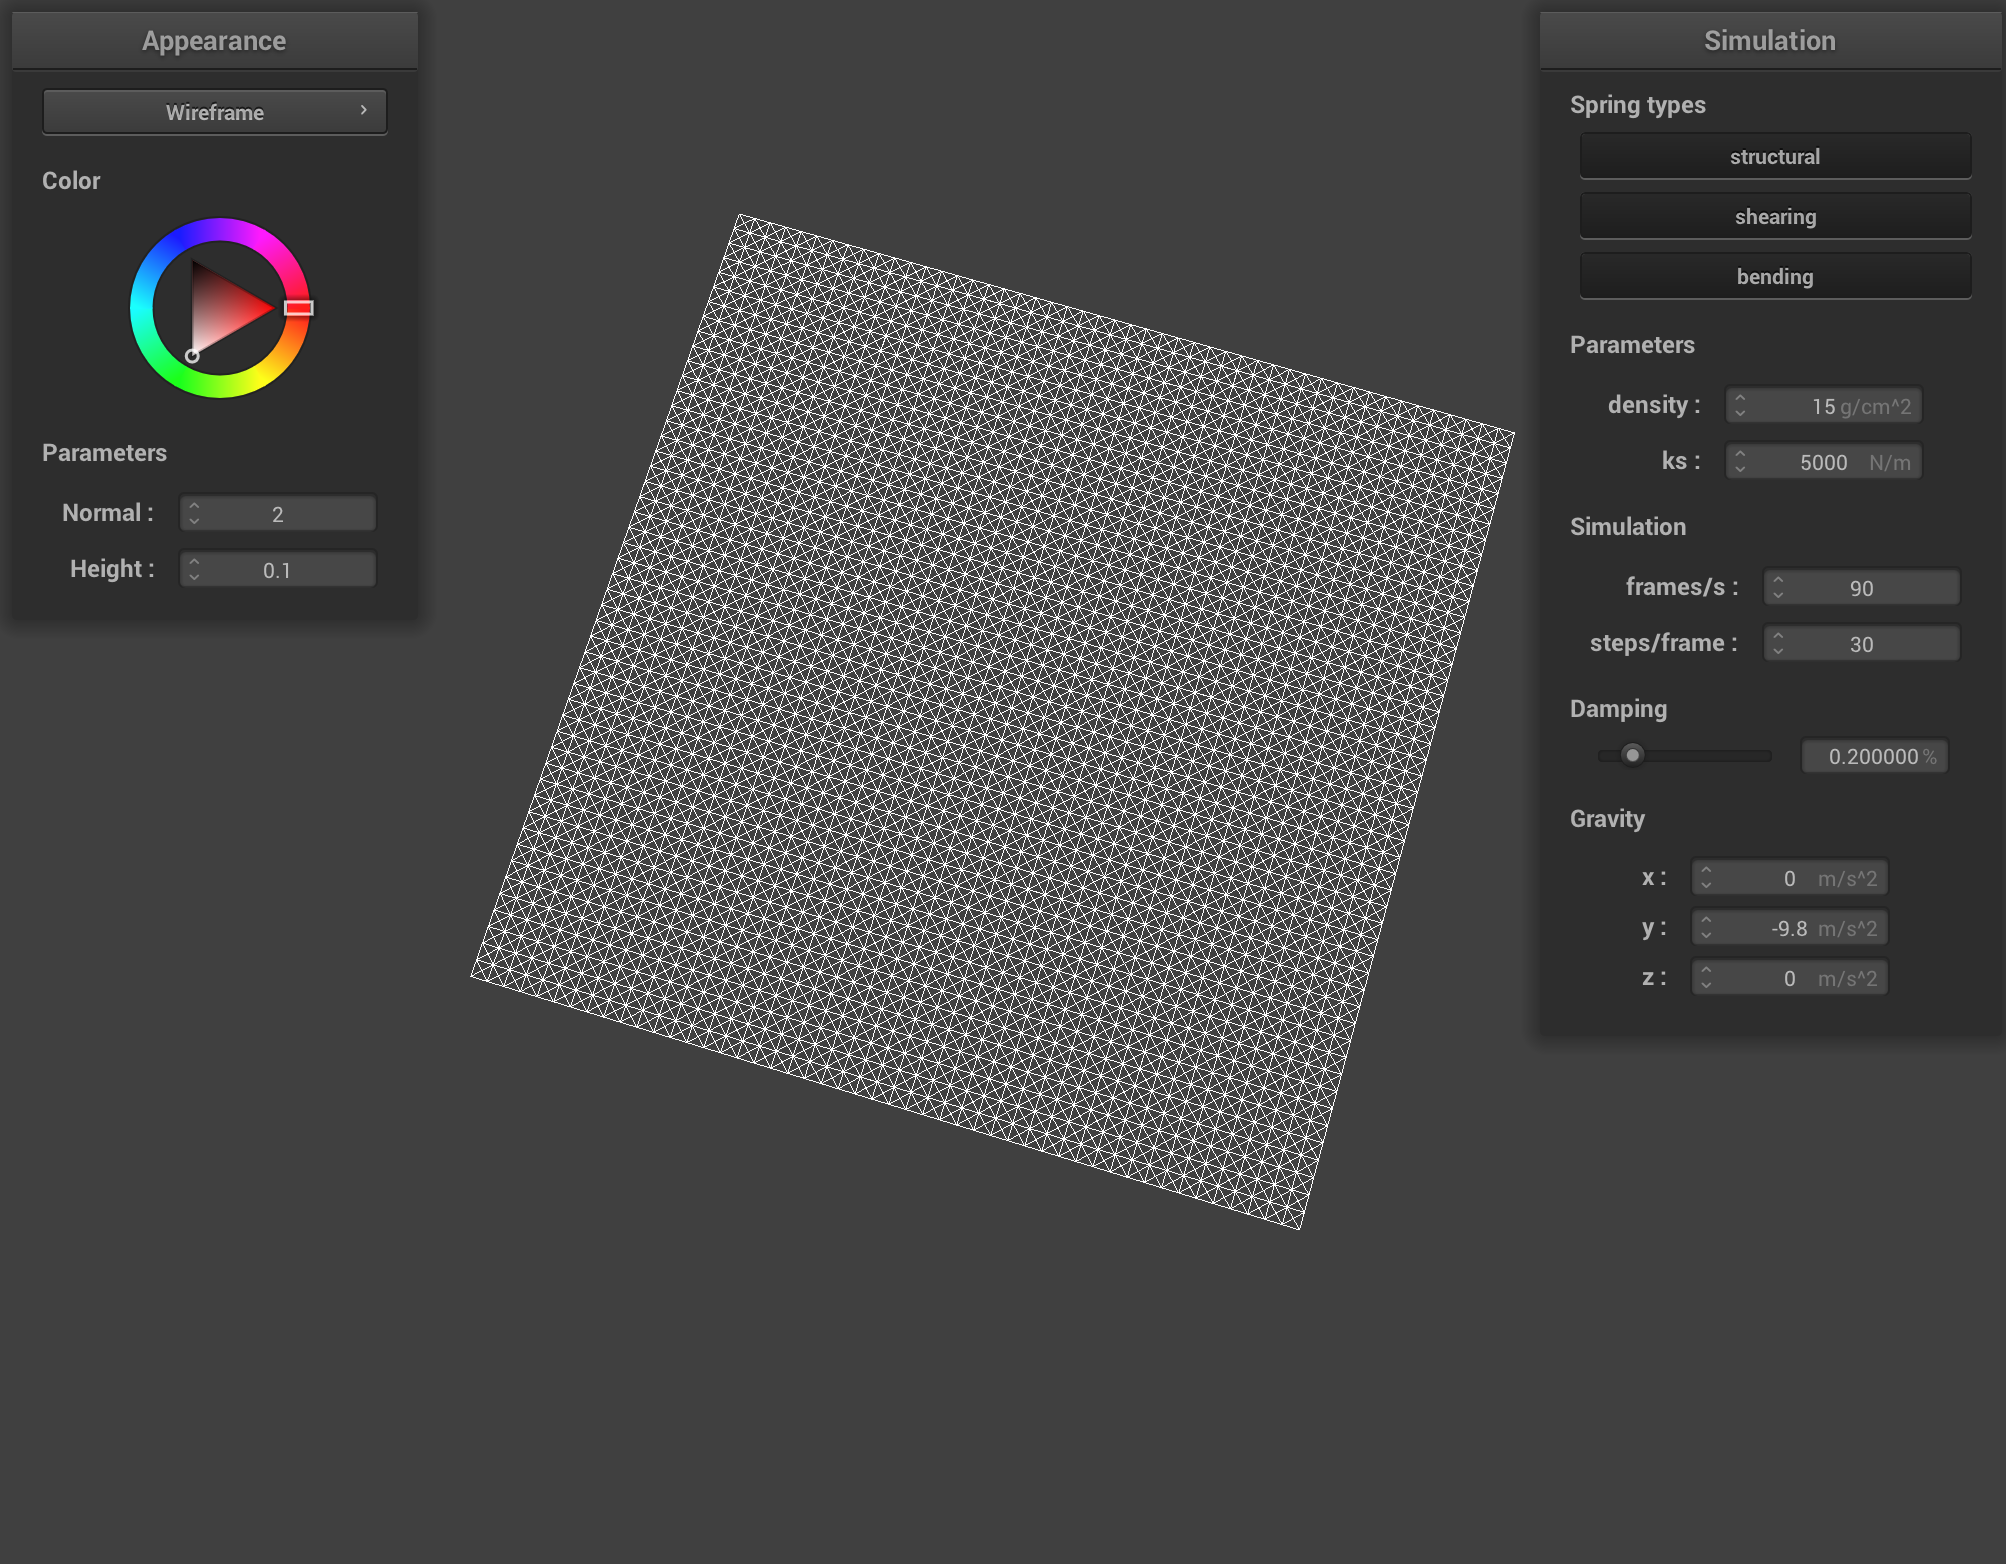 Appearance
Wireframe
Color
Parameters
Normal : 2
Height : 0.1
Simulation
Spring types
structural
shearing
bending
Parameters
density : 15 g/cm^2
ks : 5000 N/m
Simulation
frames/s : 90
steps/frame : 30
Damping
0.200000 %
Gravity
x : 0 m/s^2
y : -9.8 m/s^2
z : 0 m/s^2